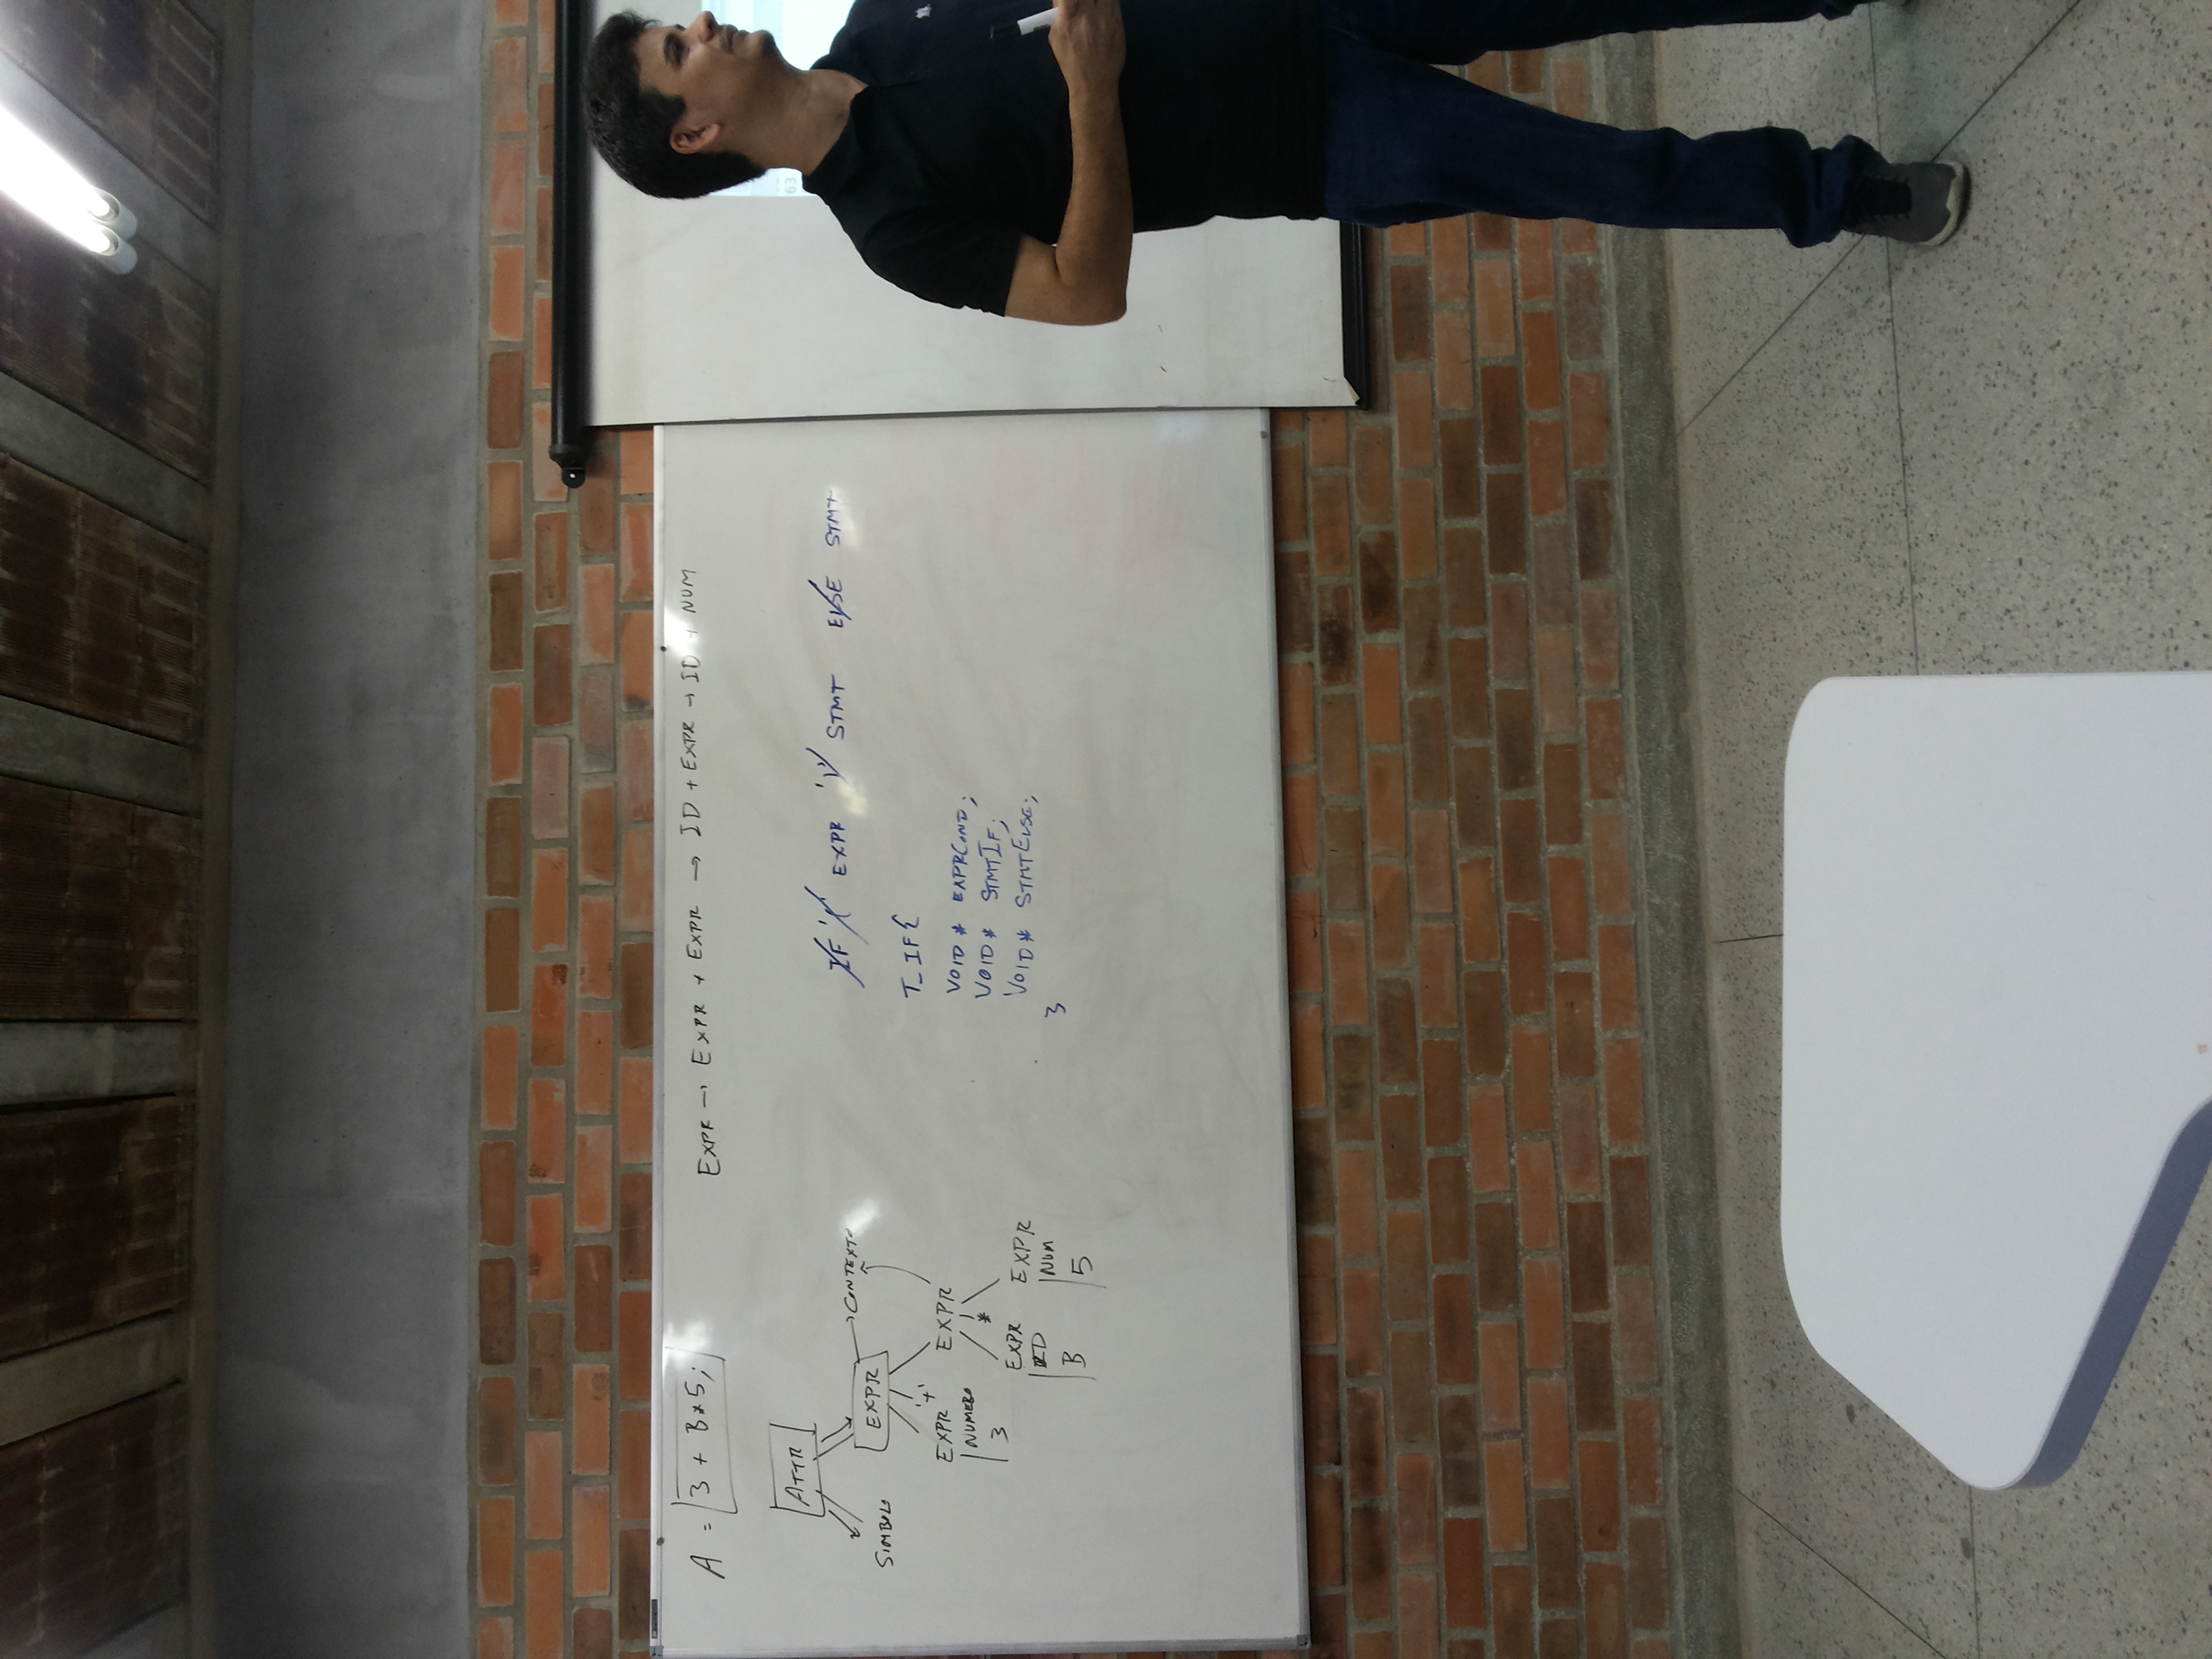 A = 3 + B*5;
EXPR → EXPR + EXPR → ID + EXPR → ID + NUM
ATTR
SIMBOLO
EXPR
→CONTEXTO
EXPR '+' EXPR
NUMERO
3
*
EXPR EXPR
ID NUM
B 5
IF '(' EXPR ')' STMT ELSE STMT
T_IF{
VOID * EXPRCOND;
VOID * STMTIF;
VOID * STMTELSE;
}
63